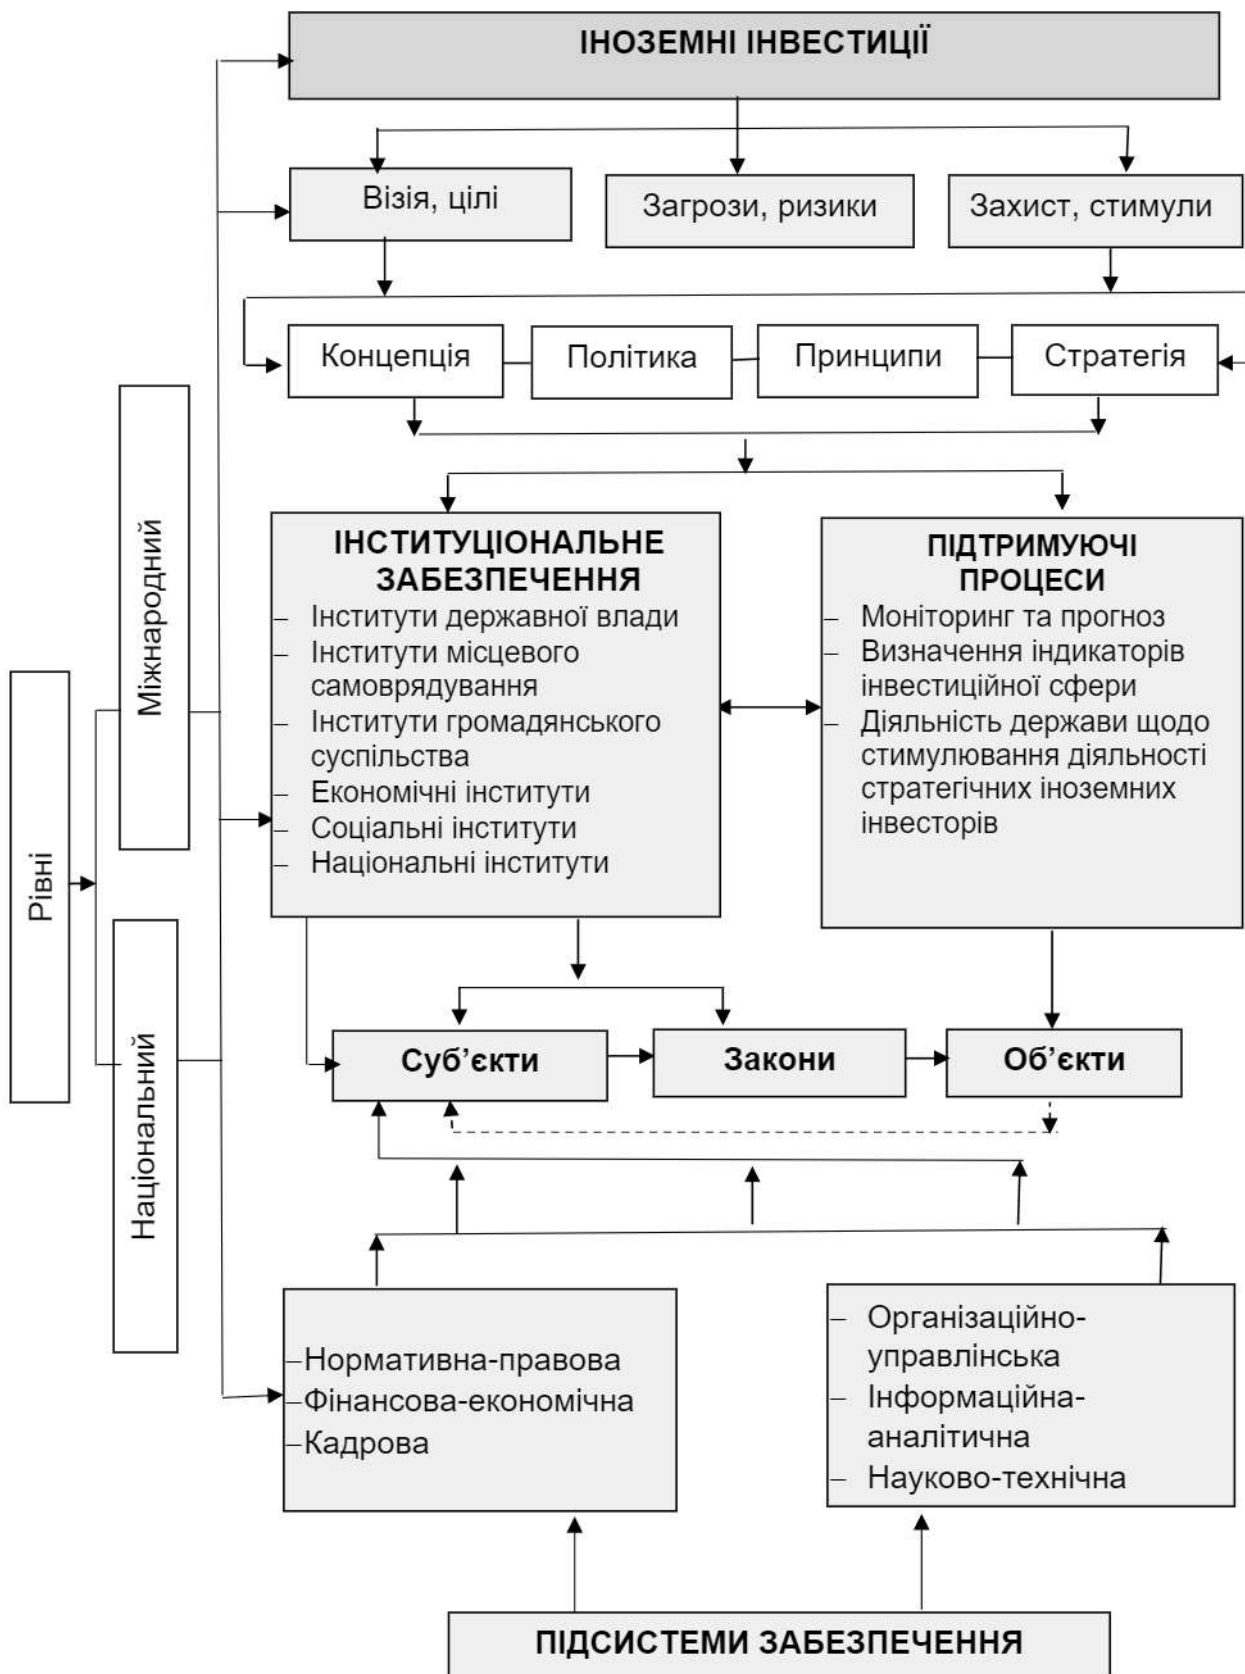 ІНОЗЕМНІ ІНВЕСТИЦІЇ
Візія, цілі
Загрози, ризики
Захист, стимули
Концепція
Політика
Принципи
Стратегія
Рівні
Міжнародний
Національний
ІНСТИТУЦІОНАЛЬНЕ
ЗАБЕЗПЕЧЕННЯ
– Інститути державної влади
– Інститути місцевого
самоврядування
– Інститути громадянського
суспільства
– Економічні інститути
– Соціальні інститути
– Національні інститути
ПІДТРИМУЮЧІ
ПРОЦЕСИ
– Моніторинг та прогноз
– Визначення індикаторів
інвестиційної сфери
– Діяльність держави щодо
стимулювання діяльності
стратегічних іноземних
інвесторів
Суб’єкти
Закони
Об’єкти
–Нормативна-правова
–Фінансова-економічна
–Кадрова
– Організаційно-
управлінська
– Інформаційна-
аналітична
– Науково-технічна
ПІДСИСТЕМИ ЗАБЕЗПЕЧЕННЯ